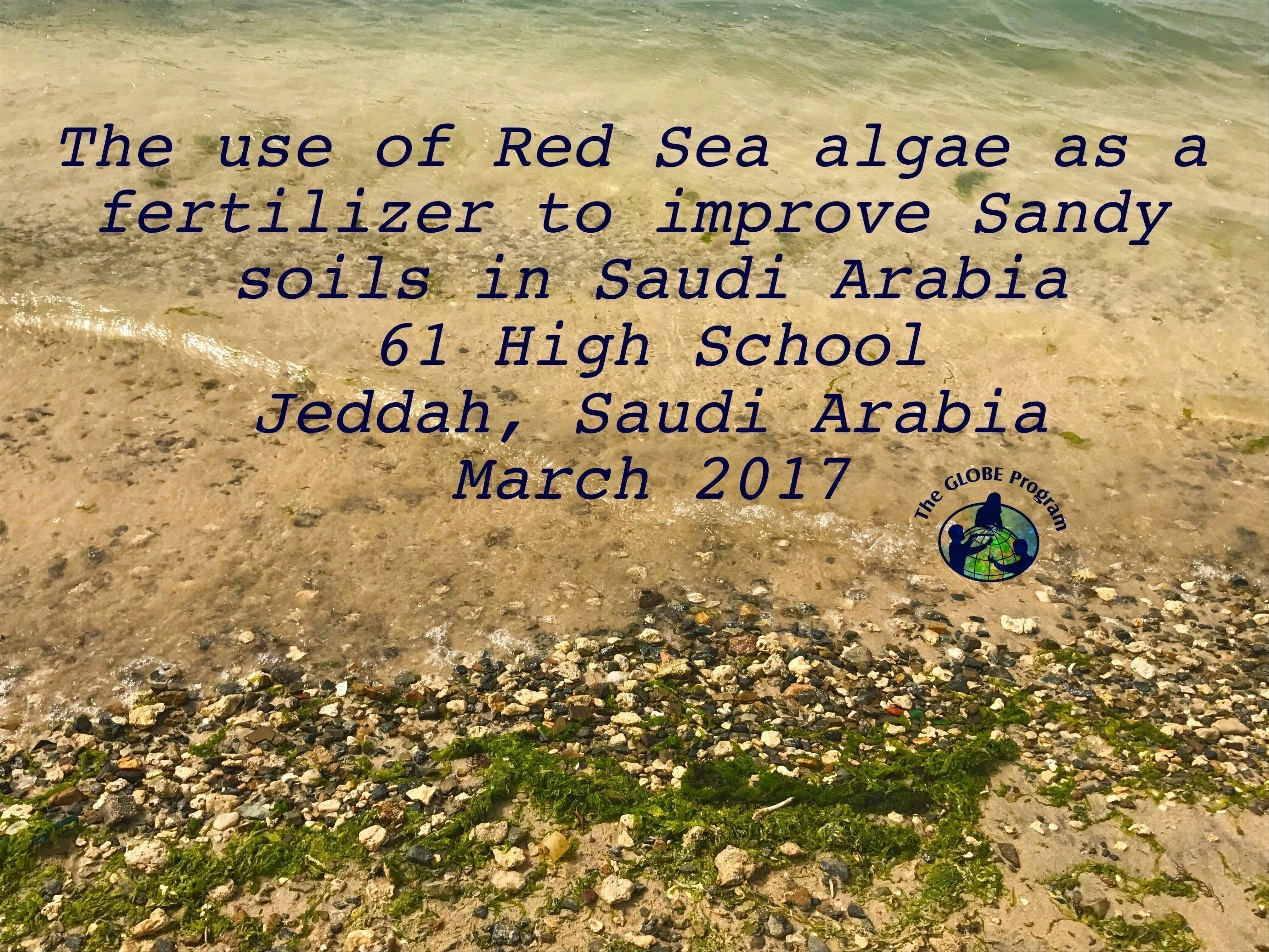 The use of Red Sea algae as a
fertilizer to improve Sandy
soils in Saudi Arabia
61 High School
Jeddah, Saudi Arabia
March 2017
The GLOBE Program